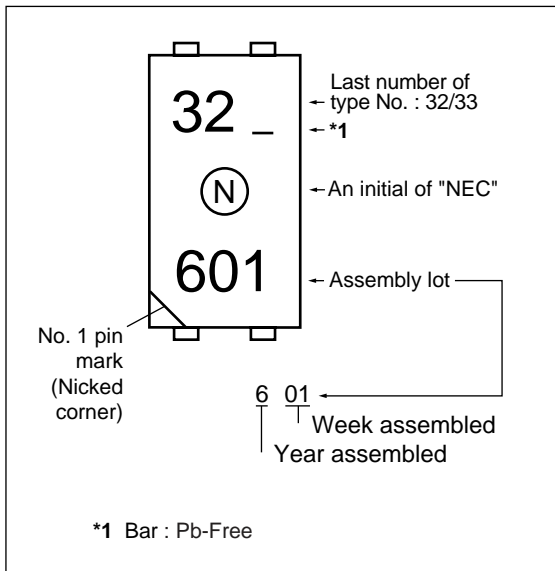 32 _
Last number of
type No. : 32/33
*1
N
An initial of "NEC"
601
Assembly lot
No. 1 pin
mark
(Nicked
corner)
6 01
Week assembled
Year assembled
*1 Bar : Pb-Free